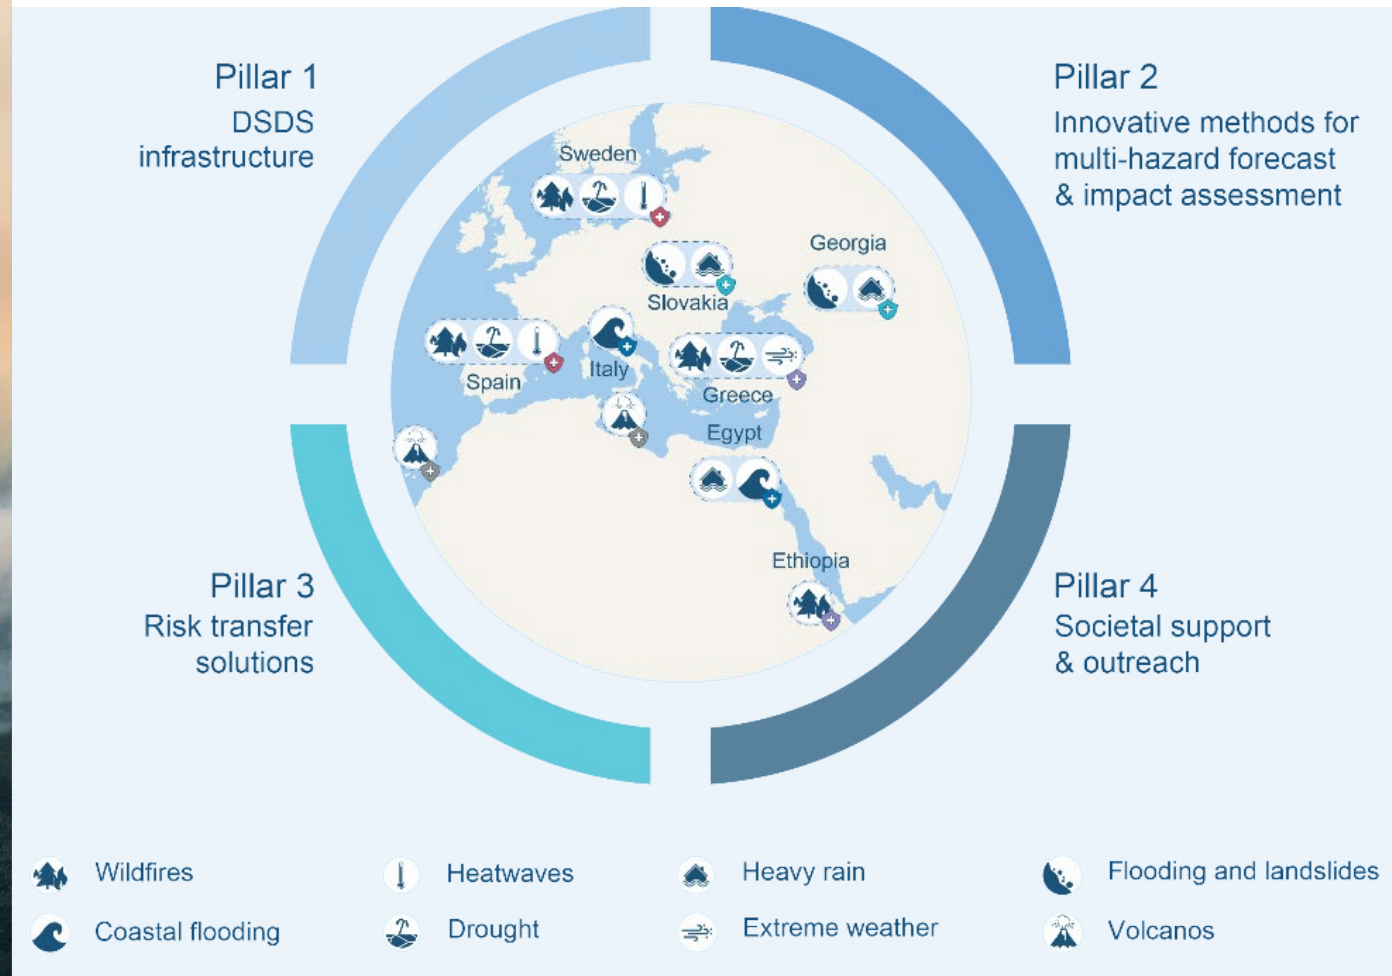 Pillar 1
DSDS
infrastructure
Pillar 2
Innovative methods for
multi-hazard forecast
& impact assessment
Sweden
Georgia
Slovakia
Spain
Italy
Greece
Egypt
Ethiopia
Pillar 3
Risk transfer
solutions
Pillar 4
Societal support
& outreach
Wildfires
Heatwaves
Heavy rain
Flooding and landslides
Coastal flooding
Drought
Extreme weather
Volcanos